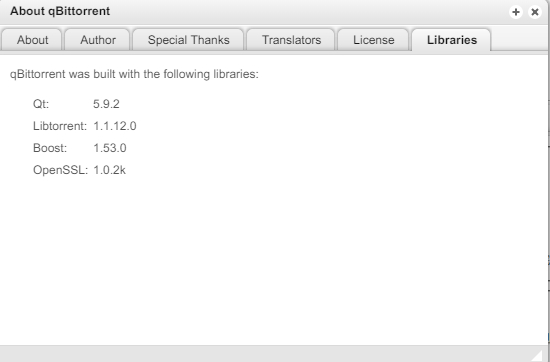 About qBittorrent
About Author Special Thanks Translators License Libraries
qBittorrent was built with the following libraries:
Qt: 5.9.2
Libtorrent: 1.1.12.0
Boost: 1.53.0
OpenSSL: 1.0.2k